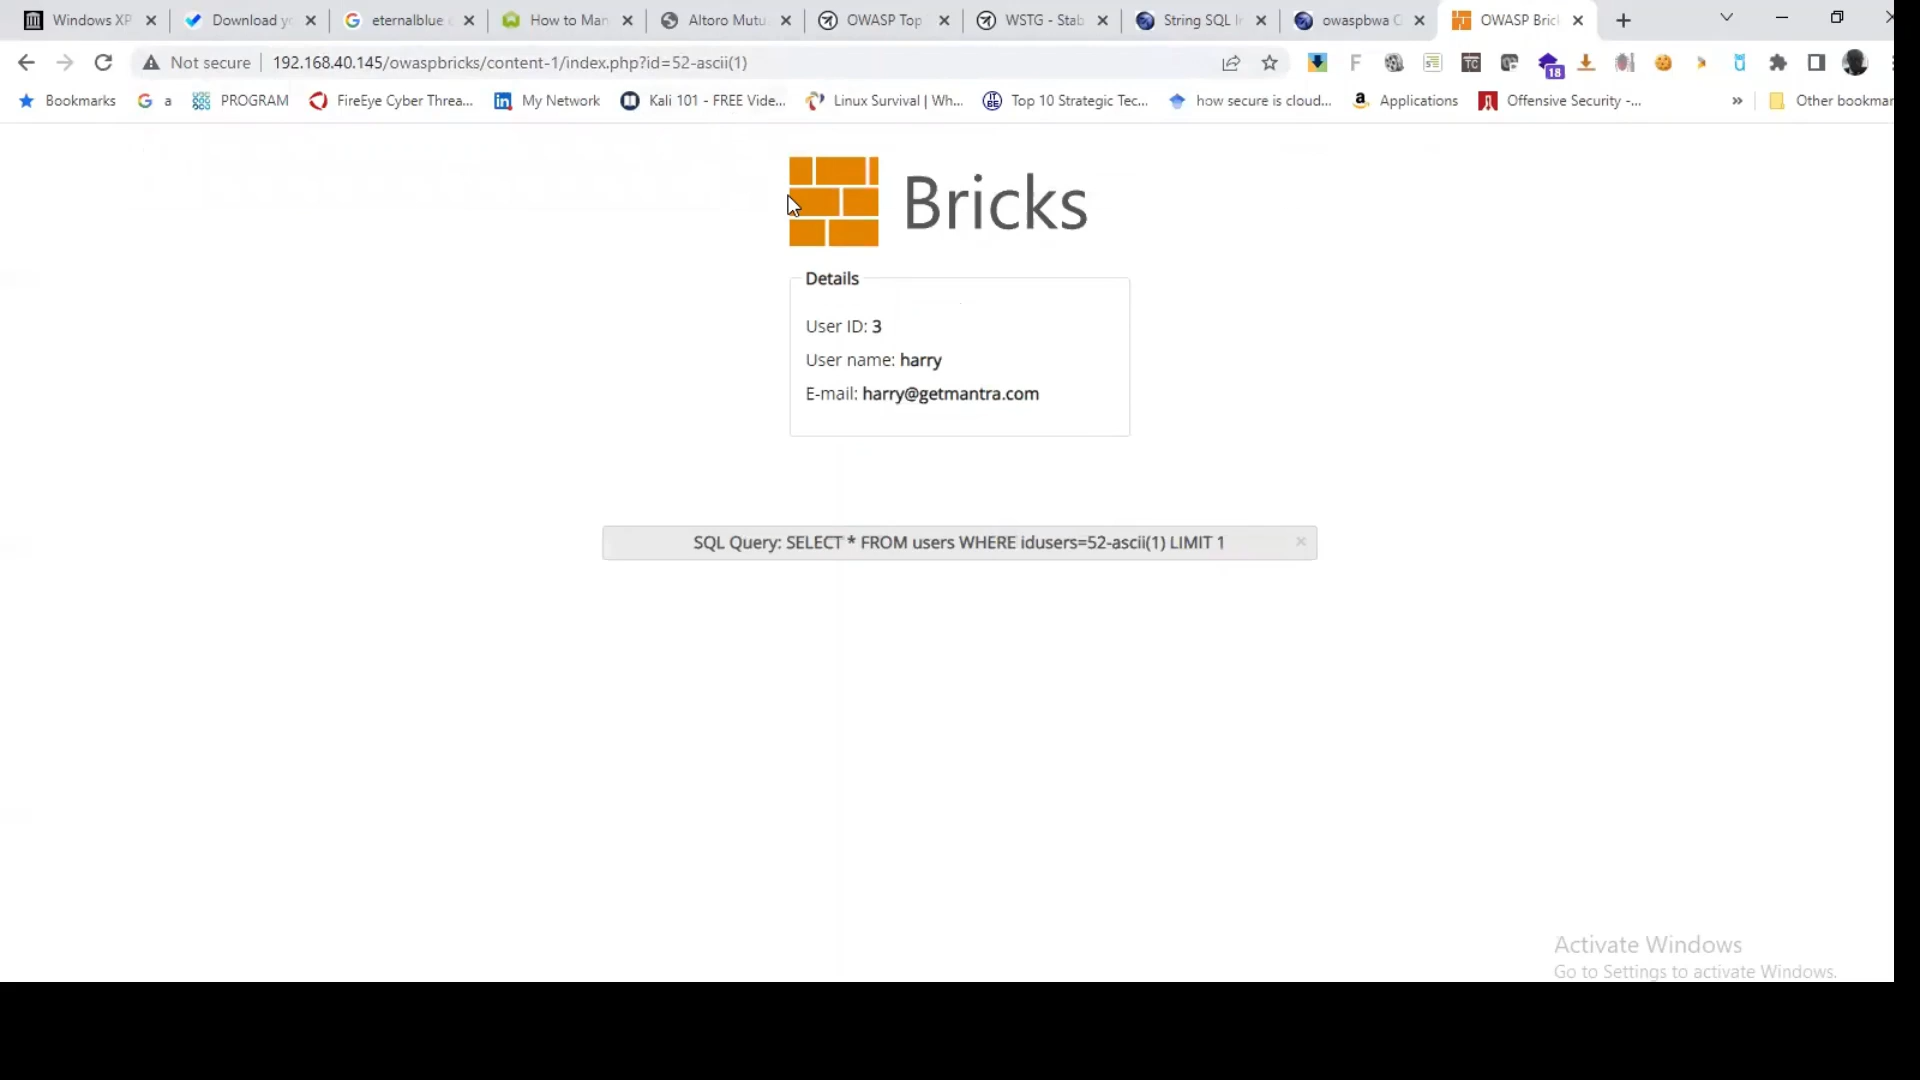 Windows XP
Download yo
eternalblue
How to Man
Altoro Mutu
OWASP Top
WSTG - Stab
String SQL I
owaspbwa
OWASP Bric
Not secure
192.168.40.145/owaspbricks/content-1/index.php?id=52-ascii(1)
F
TC
18
Bookmarks
a
PROGRAM
FireEye Cyber Threa...
My Network
Kali 101 - FREE Vide...
Linux Survival | Wh...
Top 10 Strategic Tec...
how secure is cloud...
Applications
Offensive Security -...
»
Other bookmar
Bricks
Details
User ID: 3
User name: harry
E-mail: harry@getmantra.com
SQL Query: SELECT * FROM users WHERE idusers=52-ascii(1) LIMIT 1
Activate Windows
Go to Settings to activate Windows.